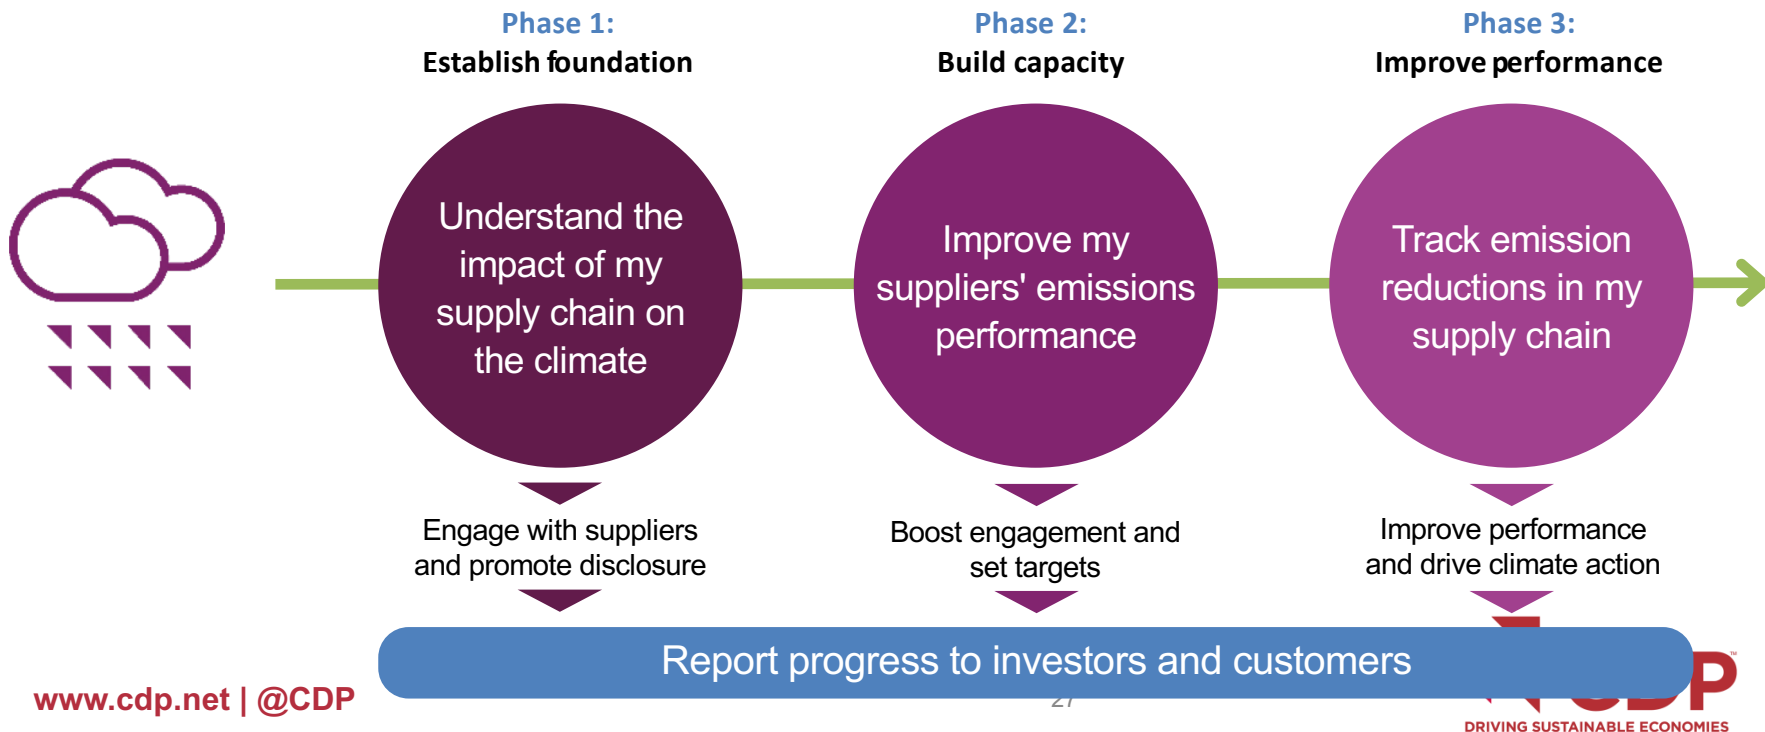 Phase 1:
Establish foundation
Understand the
impact of my
supply chain on
the climate
Engage with suppliers
and promote disclosure
Phase 2:
Build capacity
Improve my
suppliers' emissions
performance
Boost engagement and
set targets
Phase 3:
Improve performance
Track emission
reductions in my
supply chain
Improve performance
and drive climate action
Report progress to investors and customers
www.cdp.net | @CDP
27
CDP
DRIVING SUSTAINABLE ECONOMIES